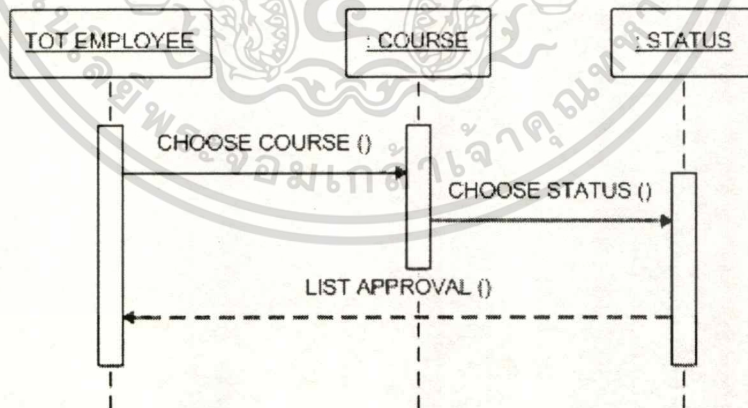 TOT EMPLOYEE
: COURSE
: STATUS
CHOOSE COURSE ()
CHOOSE STATUS ()
LIST APPROVAL ()